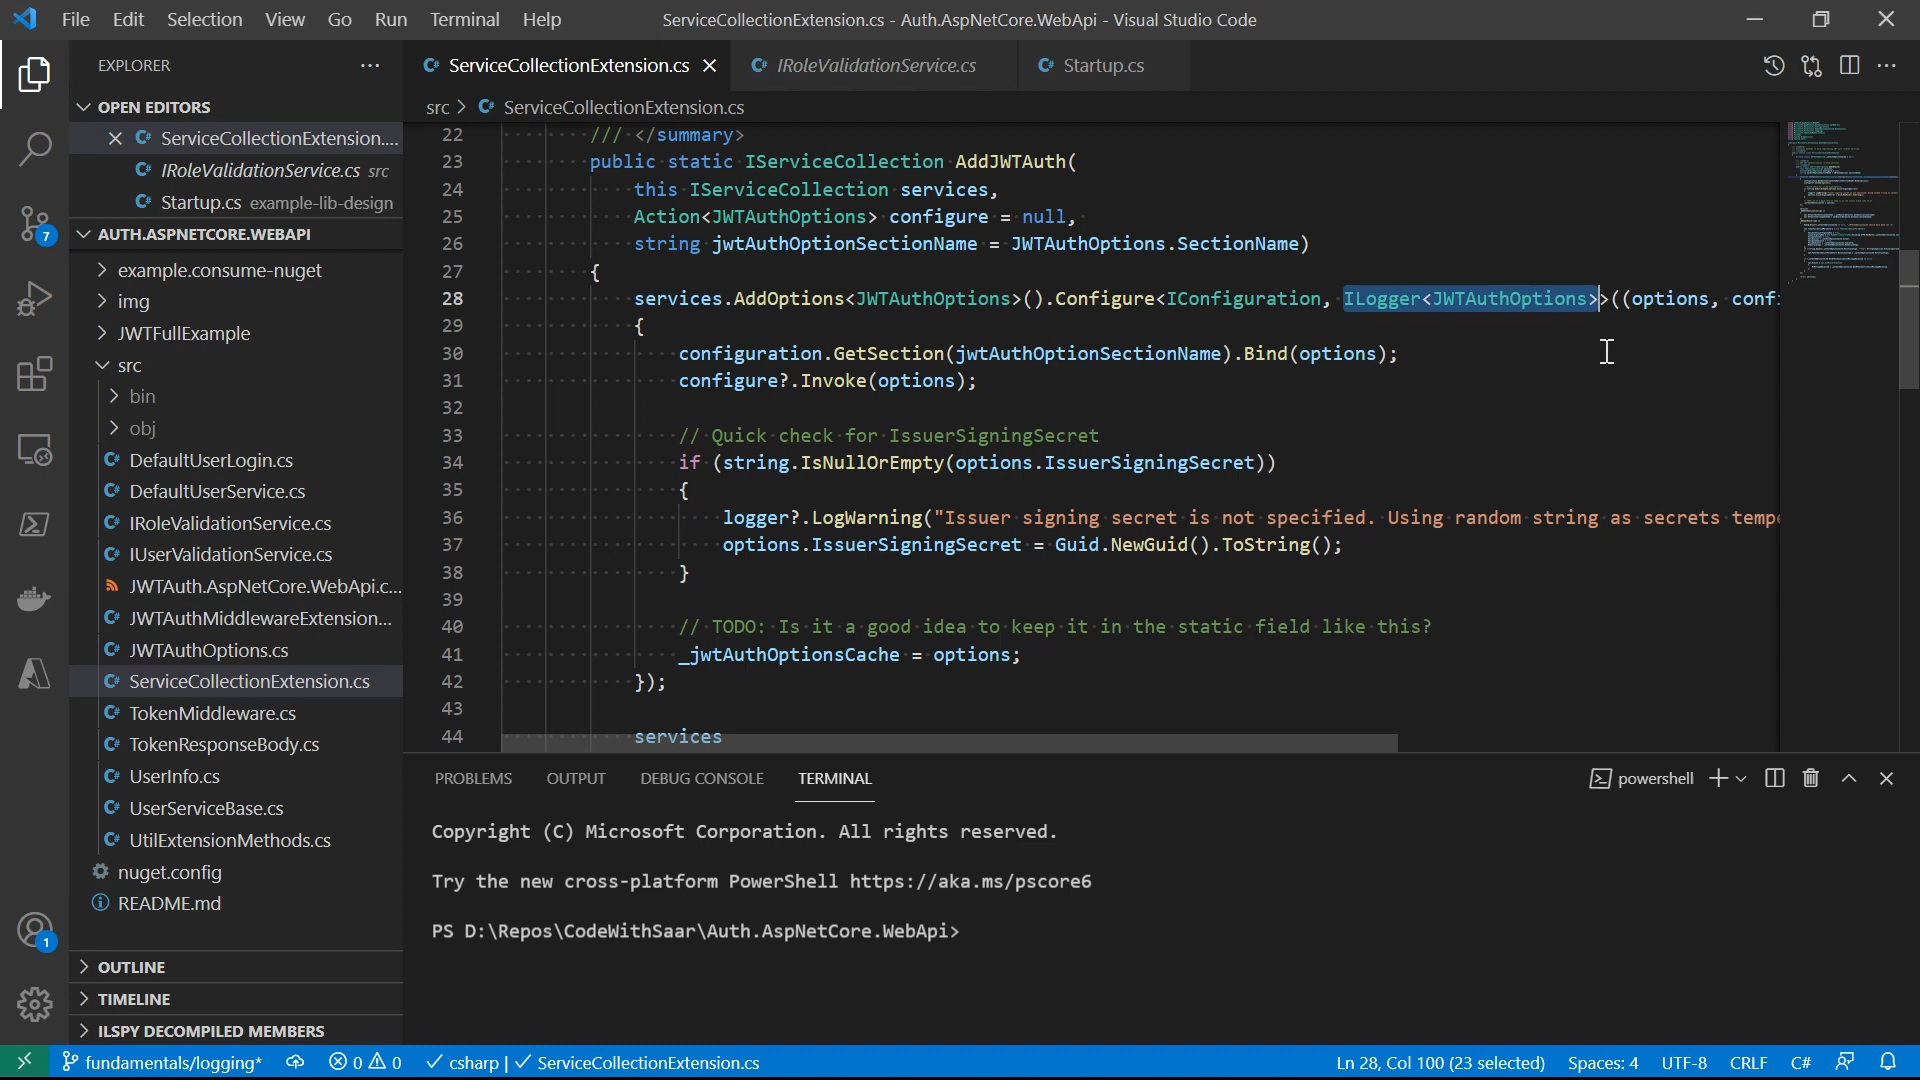 File Edit Selection View Go Run Terminal Help
ServiceCollectionExtension.cs - Auth.AspNetCore.WebApi - Visual Studio Code
EXPLORER
OPEN EDITORS
ServiceCollectionExtension....
IRoleValidationService.cs src
Startup.cs example-lib-design
AUTH.ASPNETCORE.WEBAPI
example.consume-nuget
img
JWTFullExample
src
bin
obj
C# DefaultUserLogin.cs
C# DefaultUserService.cs
C# IRoleValidationService.cs
C# IUserValidationService.cs
JWTAuth.AspNetCore.WebApi.c...
C# JWTAuthMiddlewareExtension...
C# JWTAuthOptions.cs
C# ServiceCollectionExtension.cs
C# TokenMiddleware.cs
C# TokenResponseBody.cs
C# UserInfo.cs
C# UserServiceBase.cs
C# UtilExtensionMethods.cs
nuget.config
README.md
OUTLINE
TIMELINE
ILSPY DECOMPILED MEMBERS
7
1
C# ServiceCollectionExtension.cs
C# IRoleValidationService.cs
C# Startup.cs
src > C# ServiceCollectionExtension.cs
22 /// </summary>
23 public static IServiceCollection AddJWTAuth(
24 this IServiceCollection services,
25 Action<JWTAuthOptions> configure = null,
26 string jwtAuthOptionSectionName = JWTAuthOptions.SectionName)
27 {
28 services.AddOptions<JWTAuthOptions>().Configure<IConfiguration, ILogger<JWTAuthOptions>>((options, confi
29 {
30 configuration.GetSection(jwtAuthOptionSectionName).Bind(options);
31 configure?.Invoke(options);
32
33 // Quick check for IssuerSigningSecret
34 if (string.IsNullOrEmpty(options.IssuerSigningSecret))
35 {
36 logger?.LogWarning("Issuer signing secret is not specified. Using random string as secrets tempo
37 options.IssuerSigningSecret = Guid.NewGuid().ToString();
38 }
39
40 // TODO: Is it a good idea to keep it in the static field like this?
41 _jwtAuthOptionsCache = options;
42 });
43
44 services
PROBLEMS OUTPUT DEBUG CONSOLE TERMINAL
powershell
Copyright (C) Microsoft Corporation. All rights reserved.
Try the new cross-platform PowerShell https://aka.ms/pscore6
PS D:\Repos\CodeWithSaar\Auth.AspNetCore.WebApi>
fundamentals/logging* 0 0 csharp | ServiceCollectionExtension.cs
Ln 28, Col 100 (23 selected) Spaces: 4 UTF-8 CRLF C#